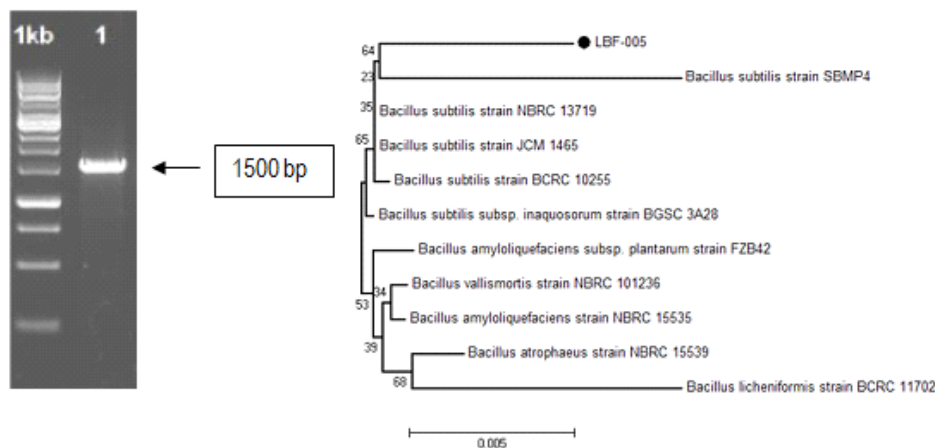 1kb 1
1500 bp
LBF-005
Bacillus subtilis strain SBMP4
Bacillus subtilis strain NBRC 13719
Bacillus subtilis strain JCM 1465
Bacillus subtilis strain BCRC 10255
Bacillus subtilis subsp. inaquosorum strain BGSC 3A28
Bacillus amyloliquefaciens subsp. plantarum strain FZB42
Bacillus vallismortis strain NBRC 101236
Bacillus amyloliquefaciens strain NBRC 15535
Bacillus atrophaeus strain NBRC 15539
Bacillus licheniformis strain BCRC 11702
64
23
35
65
34
53
39
68
0.005